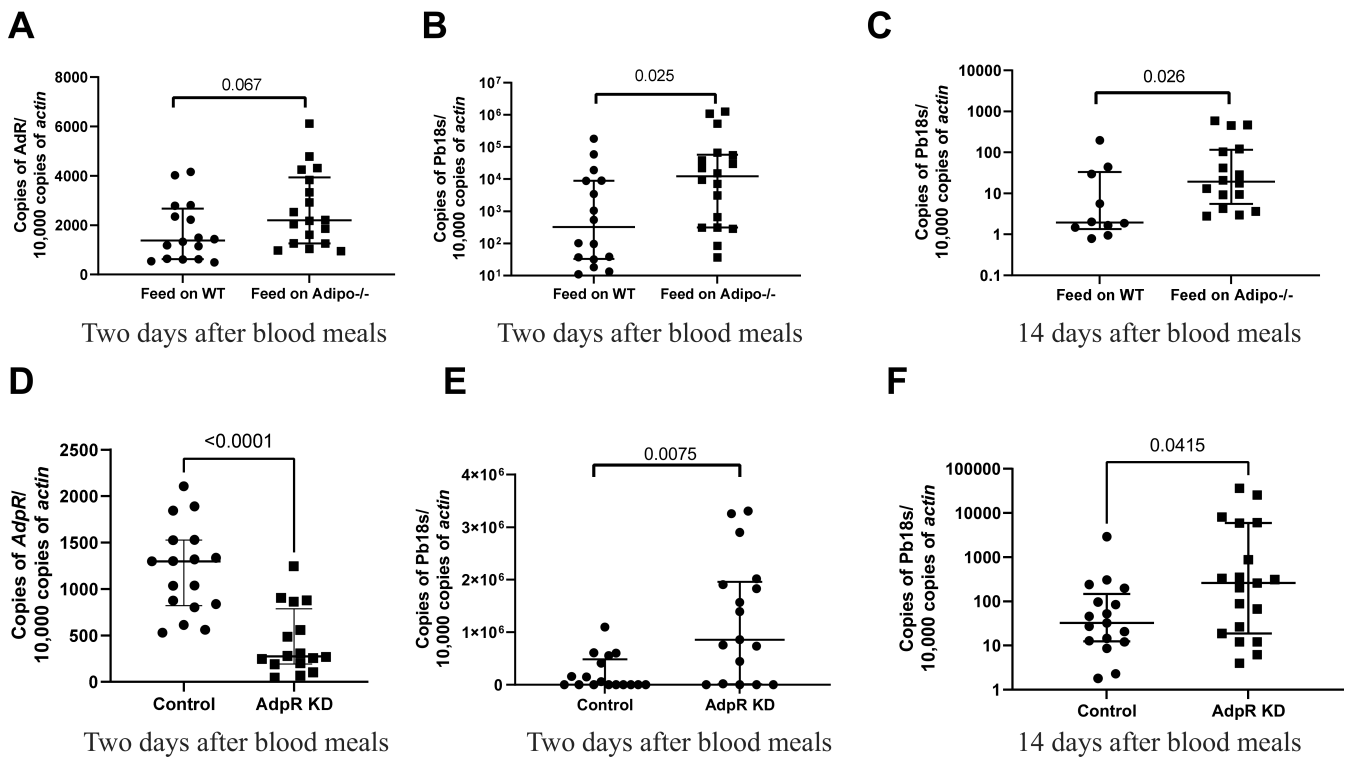 A
Copies of AdR/
10,000 copies of actin
8000
6000
4000
2000
0
0.067
Feed on WT
Feed on Adipo-/-
Two days after blood meals
B
Copies of Pb18s/
10,000 copies of actin
10⁷
10⁶
10⁵
10⁴
10³
10²
10¹
0.025
Feed on WT
Feed on Adipo-/-
Two days after blood meals
C
Copies of Pb18s/
10,000 copies of actin
10000
1000
100
10
1
0.1
0.026
Feed on WT
Feed on Adipo-/-
14 days after blood meals
D
Copies of AdpR/
10,000 copies of actin
2500
2000
1500
1000
500
0
<0.0001
Control
AdpR KD
Two days after blood meals
E
Copies of Pb18s/
10,000 copies of actin
4×10⁶
3×10⁶
2×10⁶
1×10⁶
0
0.0075
Control
AdpR KD
Two days after blood meals
F
Copies of Pb18s/
10,000 copies of actin
100000
10000
1000
100
10
1
0.0415
Control
AdpR KD
14 days after blood meals